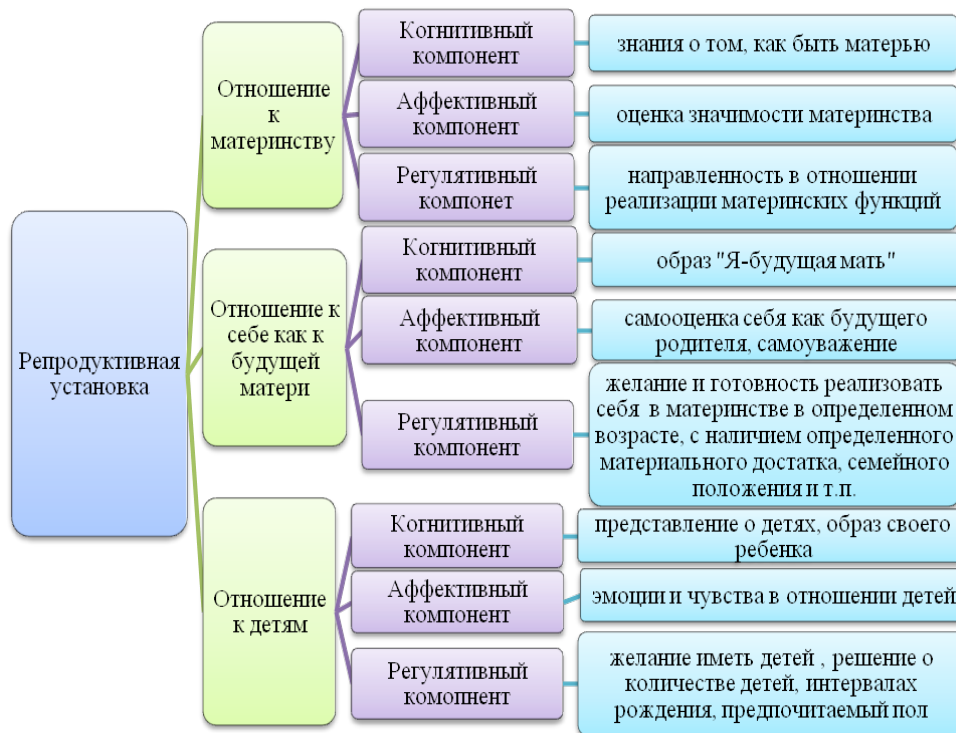 Репродуктивная
установка
Отношение
к
материнству
Когнитивный
компонент
знания о том, как быть матерью
Аффективный
компонент
оценка значимости материнства
Регулятивный
компонет
направленность в отношении
реализации материнских функций
Отношение к
себе как к
будущей
матери
Когнитивный
компонент
образ "Я-будущая мать"
Аффективный
компонент
самооценка себя как будущего
родителя, самоуважение
Регулятивный
компонент
желание и готовность реализовать
себя в материнстве в определенном
возрасте, с наличием определенного
материального достатка, семейного
положения и т.п.
Отношение
к детям
Когнитивный
компонент
представление о детях, образ своего
ребенка
Аффективный
компонент
эмоции и чувства в отношении детей
Регулятивный
комопнент
желание иметь детей , решение о
количестве детей, интервалах
рождения, предпочитаемый пол